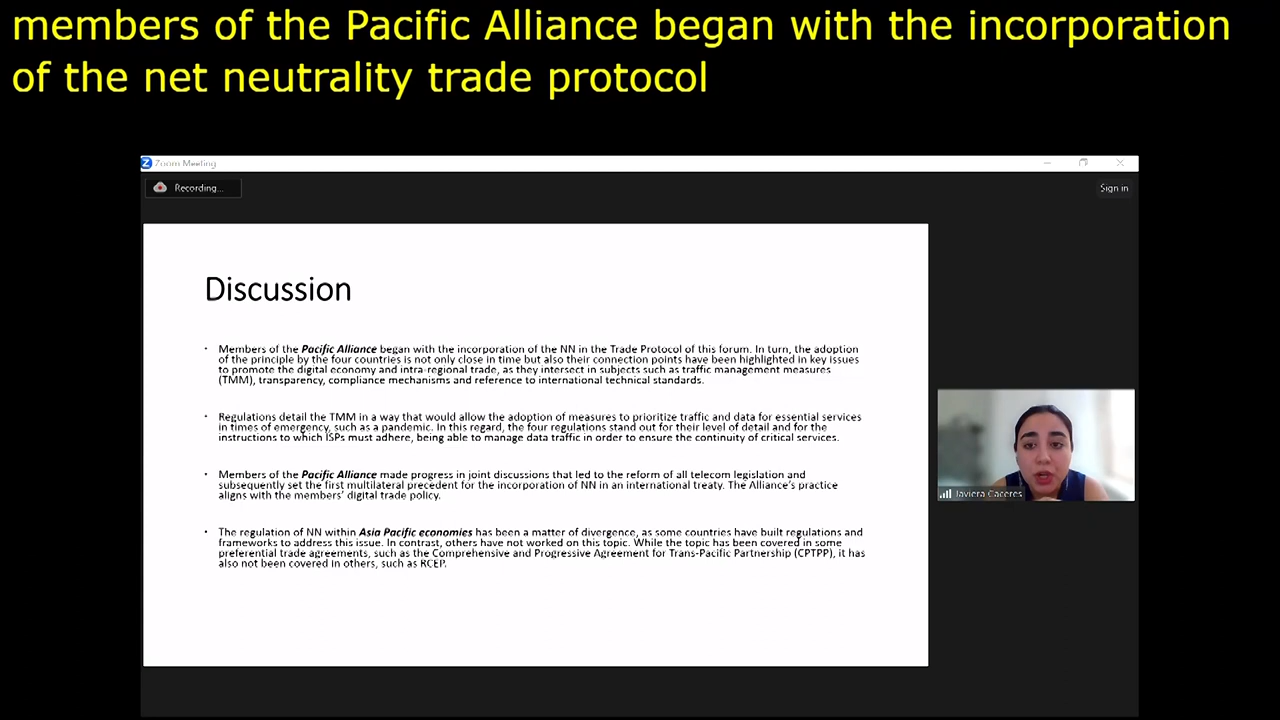 members of the Pacific Alliance began with the incorporation
of the net neutrality trade protocol
Zoom Meeting
Recording...
Sign in
Discussion
• Members of the Pacific Alliance began with the incorporation of the NN in the Trade Protocol of this forum. In turn, the adoption
of the principle by the four countries is not only close in time but also their connection points have been highlighted in key issues
to promote the digital economy and intra-regional trade, as they intersect in subjects such as traffic management measures
(TMM), transparency, compliance mechanisms and reference to international technical standards.
• Regulations detail the TMM in a way that would allow the adoption of measures to prioritize traffic and data for essential services
in times of emergency, such as a pandemic. In this regard, the four regulations stand out for their level of detail and for the
instructions to which ISPs must adhere, being able to manage data traffic in order to ensure the continuity of critical services.
• Members of the Pacific Alliance made progress in joint discussions that led to the reform of all telecom legislation and
subsequently set the first multilateral precedent for the incorporation of NN in an international treaty. The Alliance's practice
aligns with the members' digital trade policy.
• The regulation of NN within Asia Pacific economies has been a matter of divergence, as some countries have built regulations and
frameworks to address this issue. In contrast, others have not worked on this topic. While the topic has been covered in some
preferential trade agreements, such as the Comprehensive and Progressive Agreement for Trans-Pacific Partnership (CPTPP), it has
also not been covered in others, such as RCEP.
Javiera Caceres